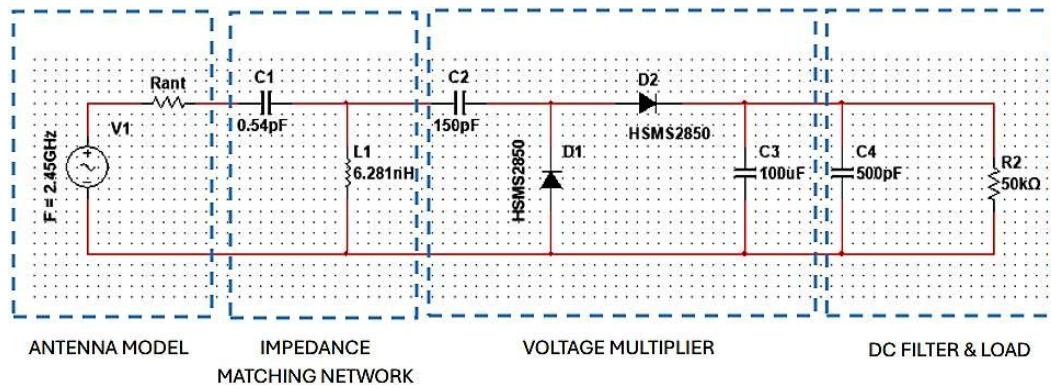 Rant
V1
F = 2.45GHz
C1
0.54pF
L1
6.281nH
C2
150pF
HSMS2850
D1
D2
HSMS2850
C3
100uF
C4
500pF
R2
50kΩ
ANTENNA MODEL
IMPEDANCE
MATCHING NETWORK
VOLTAGE MULTIPLIER
DC FILTER & LOAD